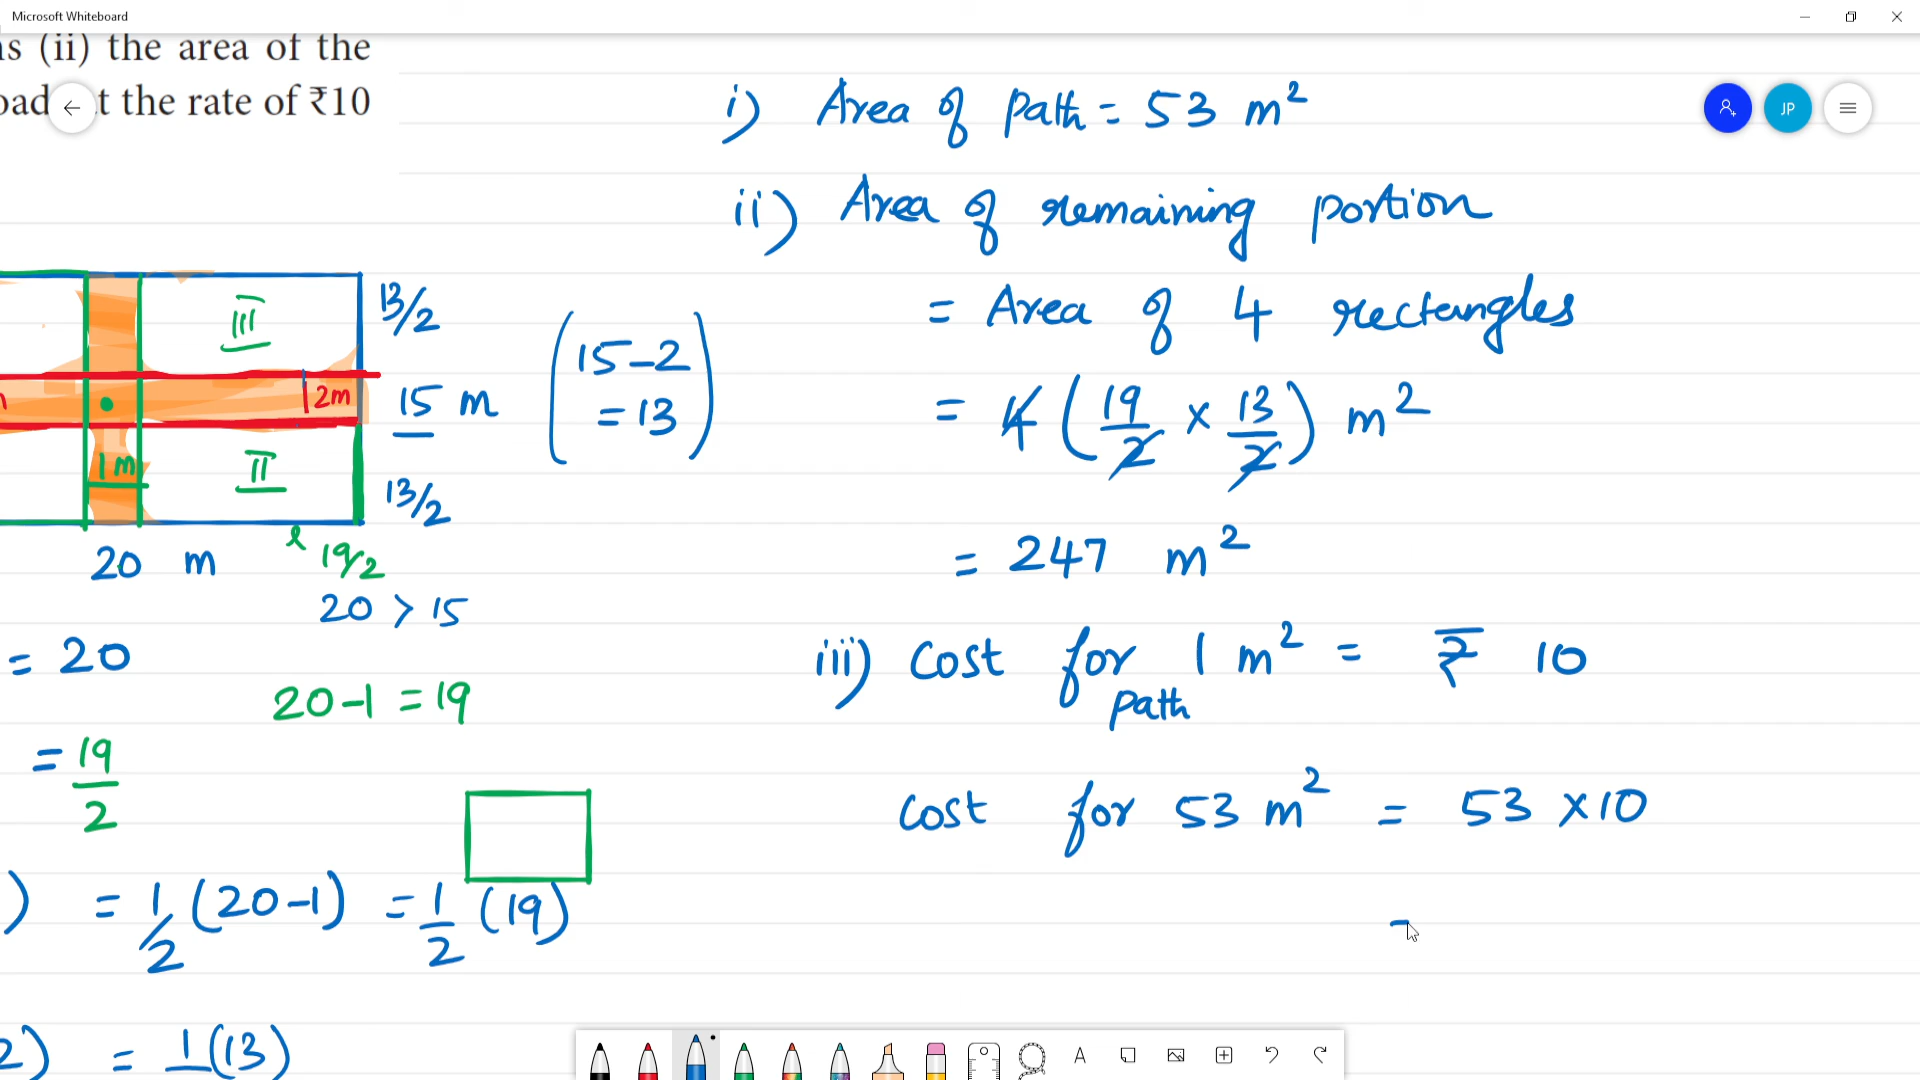 Microsoft Whiteboard
s (ii) the area of the
oad t the rate of ₹10
JP
i) Area of path = 53 m²
ii) Area of remaining portion
= Area of 4 rectangles
= 4 (19/2 × 13/2) m²
= 247 m²
iii) Cost for 1 m² = ₹ 10
path
Cost for 53 m² = 53 × 10
III
13/2
(15-2
= 13)
12m
15 m
1m
II
13/2
20 m
l 19/2
20 > 15
= 20
20-1 = 19
= 19/2
) = 1/2 (20-1) = 1/2 (19)
2) = 1 (13)
A